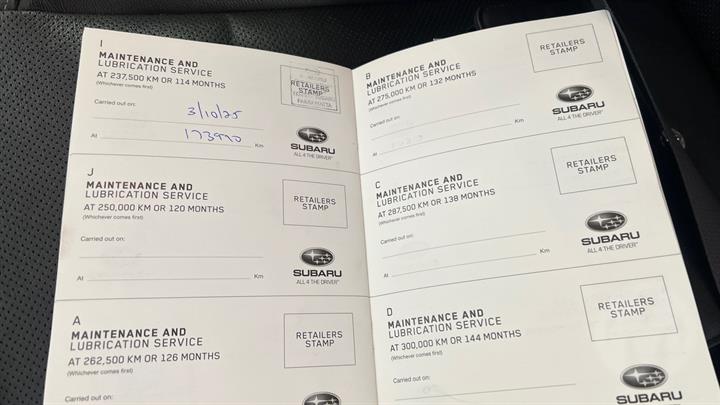 I
MAINTENANCE AND
LUBRICATION SERVICE
AT 237,500 KM OR 114 MONTHS
(Whichever comes first)
RETAILERS
STAMP
PARRAMATTA
Carried out on:
3/10/25
At
173970
Km
SUBARU
ALL 4 THE DRIVER
J
MAINTENANCE AND
LUBRICATION SERVICE
AT 250,000 KM OR 120 MONTHS
(Whichever comes first)
RETAILERS
STAMP
Carried out on:
At
Km
SUBARU
ALL 4 THE DRIVER
A
MAINTENANCE AND
LUBRICATION SERVICE
AT 262,500 KM OR 126 MONTHS
(Whichever comes first)
RETAILERS
STAMP
Carried out on:
B
MAINTENANCE AND
LUBRICATION SERVICE
AT 275,000 KM OR 132 MONTHS
(Whichever comes first)
RETAILERS
STAMP
Carried out on:
At
Km
SUBARU
ALL 4 THE DRIVER
C
MAINTENANCE AND
LUBRICATION SERVICE
AT 287,500 KM OR 138 MONTHS
(Whichever comes first)
RETAILERS
STAMP
Carried out on:
At
Km
SUBARU
ALL 4 THE DRIVER
D
MAINTENANCE AND
LUBRICATION SERVICE
AT 300,000 KM OR 144 MONTHS
(Whichever comes first)
RETAILERS
STAMP
Carried out on:
SUBARU